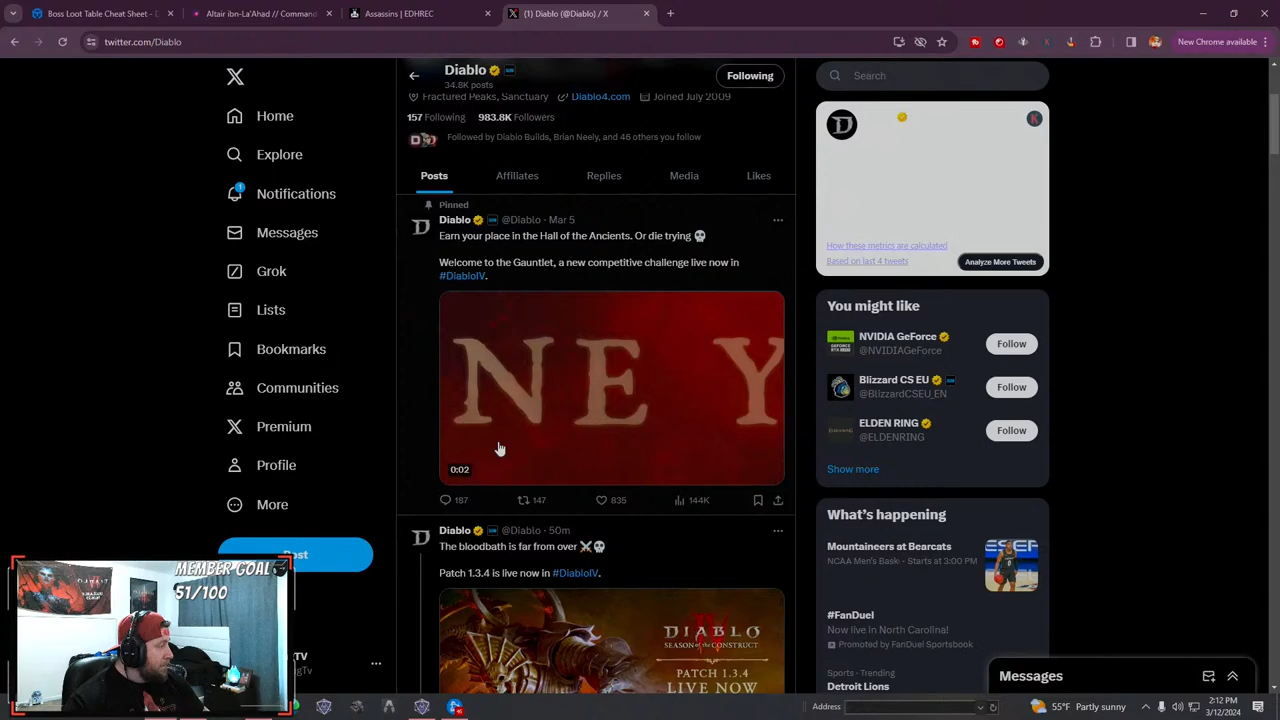 Boss Loot Table Cheat Sheet - D
Altair ibn-La'Ahad // Comman
Assassins | EDHREC
(1) Diablo (@Diablo) / X
twitter.com/Diablo
New Chrome available
Diablo
34.8K posts
Following
Search
Fractured Peaks, Sanctuary Diablo4.com Joined July 2009
157 Following 983.8K Followers
Followed by Diablo Builds, Brian Neely, and 46 others you follow
Posts Affiliates Replies Media Likes
Home
Explore
1
Notifications
Messages
Grok
Lists
Bookmarks
Communities
Premium
Profile
More
Post
Pinned
Diablo @Diablo · Mar 5
Earn your place in the Hall of the Ancients. Or die trying 💀
Welcome to the Gauntlet, a new competitive challenge live now in
#DiabloIV.
NE Y
0:02
187 147 835 144K
Diablo @Diablo · 50m
The bloodbath is far from over ⚔️💀
Patch 1.3.4 is live now in #DiabloIV.
DIABLO
SEASON OF THE CONSTRUCT
PATCH 1.3.4
LIVE NOW
K
How these metrics are calculated
Based on last 4 tweets
Analyze More Tweets
You might like
NVIDIA GeForce
@NVIDIAGeForce
Follow
Blizzard CS EU
@BlizzardCSEU_EN
Follow
ELDEN RING
@ELDENRING
Follow
Show more
What's happening
Mountaineers at Bearcats
NCAA Men's Bask · Starts at 3:00 PM
#FanDuel
Now live in North Carolina!
Promoted by FanDuel Sportsbook
Sports · Trending
Detroit Lions
Messages
MEMBER GOAL
51/100
TV
gTv
Address
55°F Partly sunny
2:12 PM
3/12/2024